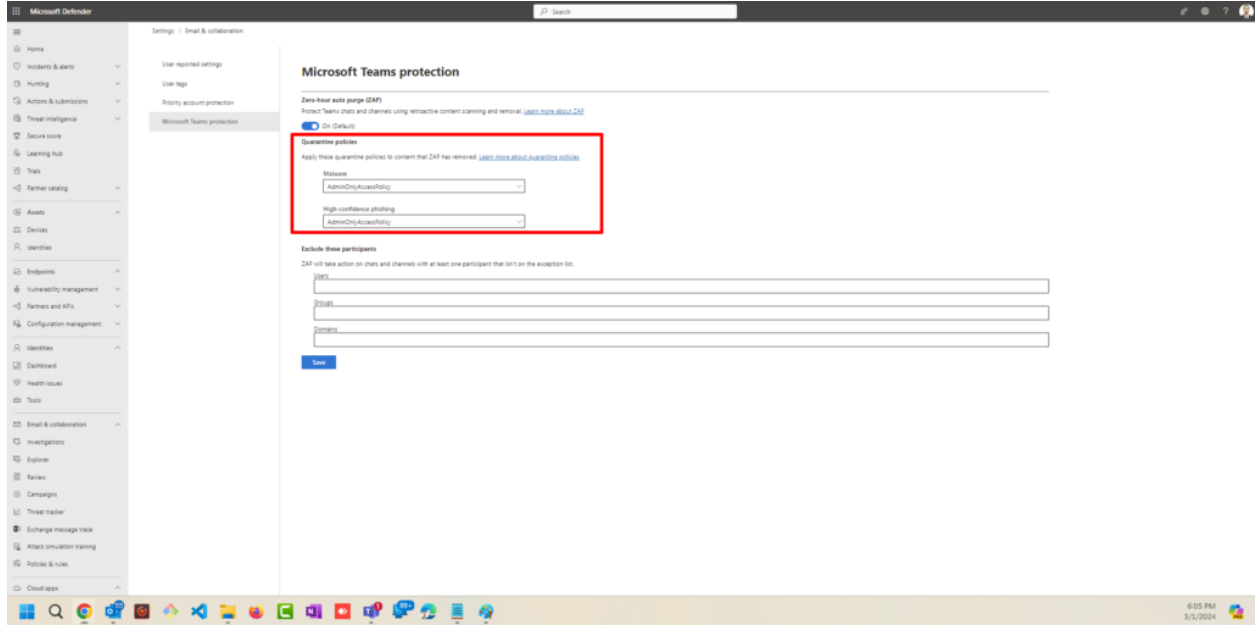 Microsoft Defender
Search
?
Settings > Email & collaboration
Home
Incidents & alerts
Hunting
Actions & submissions
Threat intelligence
Secure score
Learning hub
Trials
Partner catalog
Assets
Devices
Identities
Endpoints
Vulnerability management
Partners and APIs
Configuration management
Identities
Dashboard
Health issues
Tools
Email & collaboration
Investigations
Explorer
Review
Campaigns
Threat tracker
Exchange message trace
Attack simulation training
Policies & rules
Cloud apps
User reported settings
User tags
Priority account protection
Microsoft Teams protection
Microsoft Teams protection
Zero-hour auto purge (ZAP)
Protect Teams chats and channels using retroactive content scanning and removal. Learn more about ZAP
On (Default)
Quarantine policies
Apply these quarantine policies to content that ZAP has removed. Learn more about quarantine policies
Malware
AdminOnlyAccessPolicy
High-confidence phishing
AdminOnlyAccessPolicy
Exclude these participants
ZAP will take action on chats and channels with at least one participant that isn't on the exception list.
Users
Groups
Domains
Save
99+
6:05 PM
3/1/2024